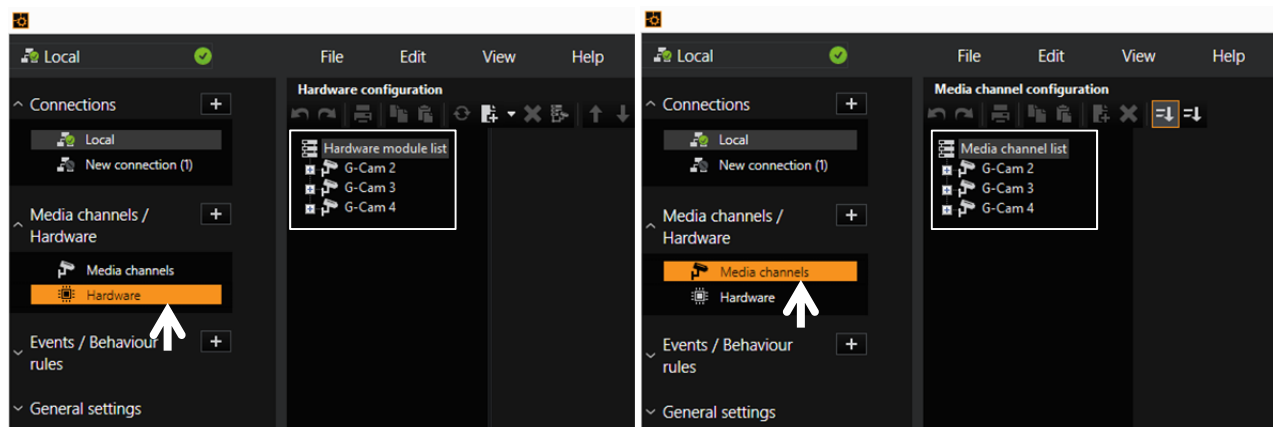 Local
File Edit View Help
Connections
Local
New connection (1)
Media channels /
Hardware
Media channels
Hardware
Events / Behaviour
rules
General settings
Hardware configuration
Hardware module list
G-Cam 2
G-Cam 3
G-Cam 4
Local
File Edit View Help
Connections
Local
New connection (1)
Media channels /
Hardware
Media channels
Hardware
Events / Behaviour
rules
General settings
Media channel configuration
Media channel list
G-Cam 2
G-Cam 3
G-Cam 4